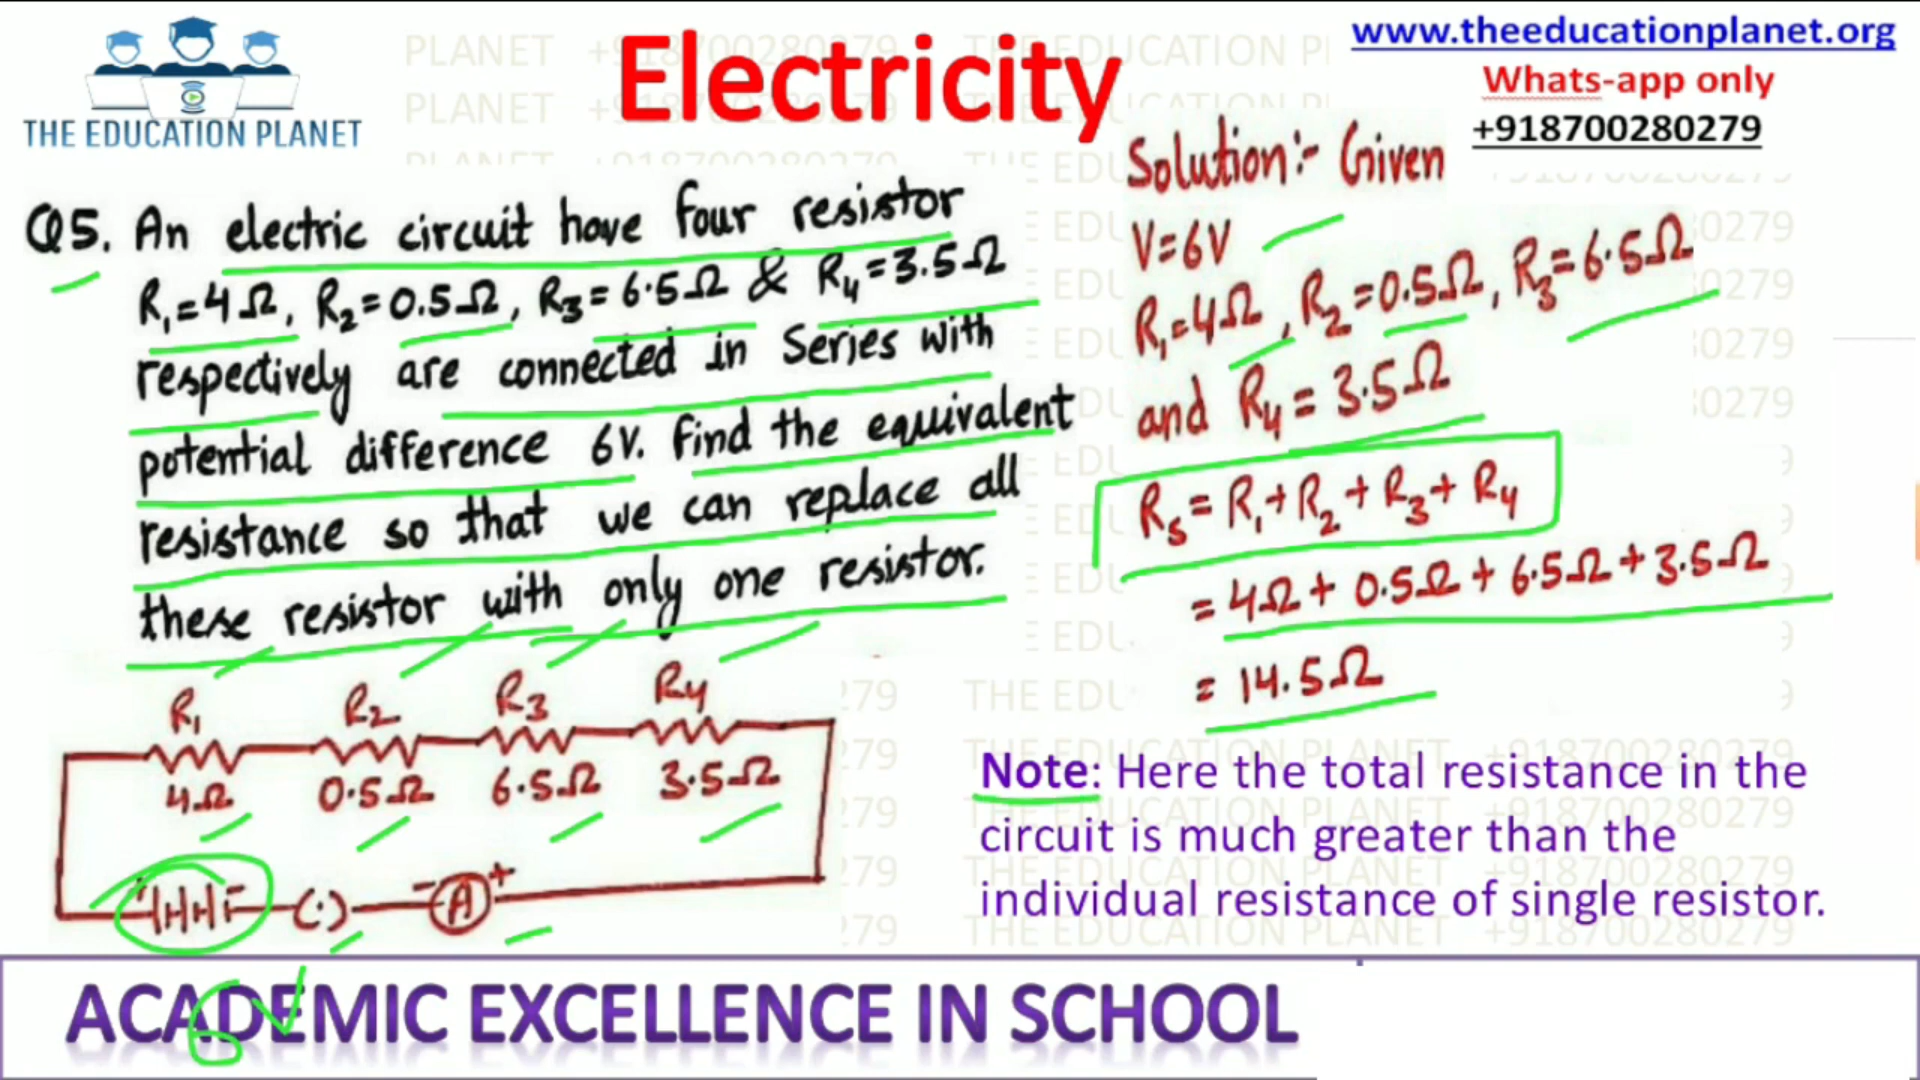 THE EDUCATION PLANET
Electricity
www.theeducationplanet.org
Whats-app only
+918700280279
Q5. An electric circuit have four resistor
R₁=4Ω, R₂=0.5Ω, R₃=6.5Ω & R₄=3.5Ω
respectively are connected in Series with
potential difference 6V. Find the equivalent
resistance so that we can replace all
these resistor with only one resistor.
R₁ R₂ R₃ R₄
4Ω 0.5Ω 6.5Ω 3.5Ω
(·) - A +
6V
Solution:- Given
V=6V
R₁=4Ω, R₂=0.5Ω, R₃=6.5Ω
and R₄=3.5Ω
Rs = R₁+R₂+R₃+R₄
= 4Ω+0.5Ω+6.5Ω+3.5Ω
= 14.5Ω
Note: Here the total resistance in the
circuit is much greater than the
individual resistance of single resistor.
ACADEMIC EXCELLENCE IN SCHOOL